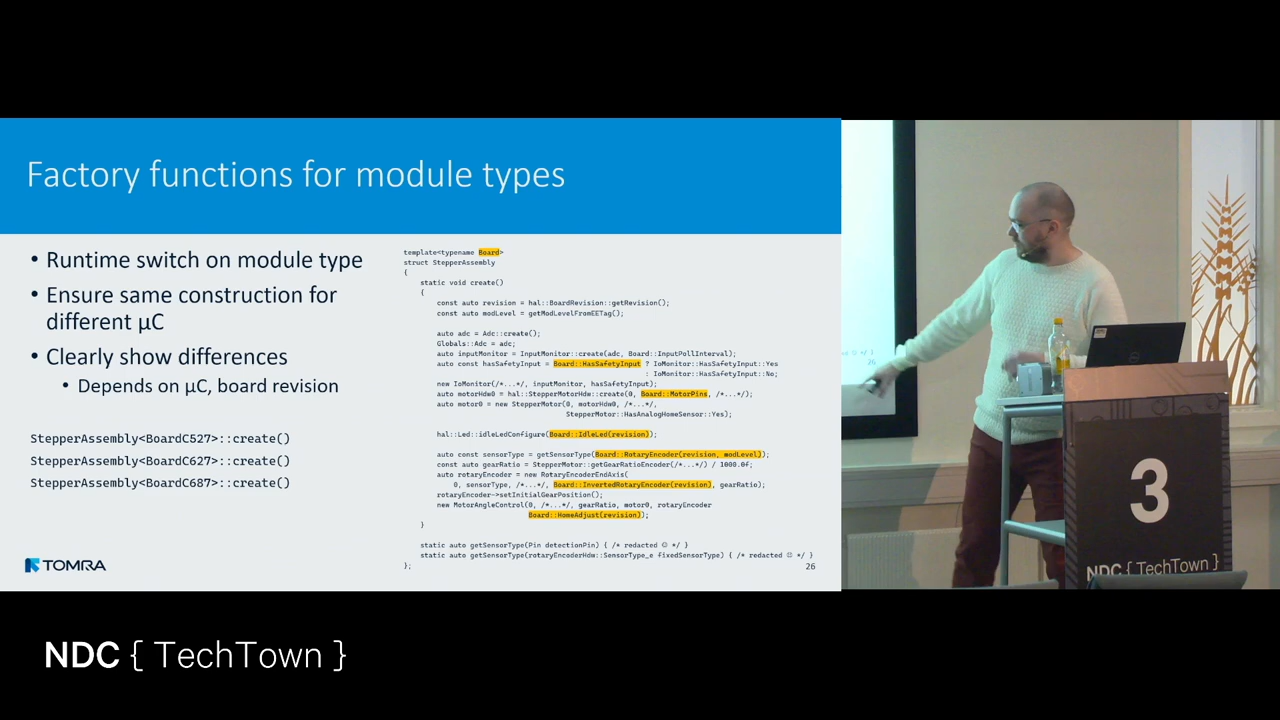 Factory functions for module types
• Runtime switch on module type
• Ensure same construction for
different µC
• Clearly show differences
• Depends on µC, board revision
StepperAssembly<BoardC527>::create()
StepperAssembly<BoardC627>::create()
StepperAssembly<BoardC687>::create()
template<typename Board>
struct StepperAssembly
{
static void create()
{
const auto revision = hal::BoardRevision::getRevision();
const auto modLevel = getModLevelFromEETag();
auto adc = Adc::create();
Globals::Adc = adc;
auto inputMonitor = InputMonitor::create(adc, Board::InputPollInterval);
auto const hasSafetyInput = Board::HasSafetyInput ? IoMonitor::HasSafetyInput::Yes
: IoMonitor::HasSafetyInput::No;
new IoMonitor(/*...*/, inputMonitor, hasSafetyInput);
auto motorHdw0 = hal::StepperMotorHdw::create(0, Board::MotorPins, /*...*/);
auto motor0 = new StepperMotor(0, motorHdw0, /*...*/,
StepperMotor::HasAnalogHomeSensor::Yes);
hal::Led::idleLedConfigure(Board::IdleLed(revision));
auto const sensorType = getSensorType(Board::RotaryEncoder(revision, modLevel));
const auto gearRatio = StepperMotor::getGearRatioEncoder(/*...*/) / 1000.0f;
auto rotaryEncoder = new RotaryEncoderEndAxis(
0, sensorType, /*...*/, Board::InvertedRotaryEncoder(revision), gearRatio);
rotaryEncoder->setInitialGearPosition();
new MotorAngleControl(0, /*...*/, gearRatio, motor0, rotaryEncoder
Board::HomeAdjust(revision));
}
static auto getSensorType(Pin detectionPin) { /* redacted ☺ */ }
static auto getSensorType(rotaryEncoderHdw::SensorType_e fixedSensorType) { /* redacted ☺ */ }
};
TOMRA
26
3
NDC { TechTown }
NDC { TechTown }